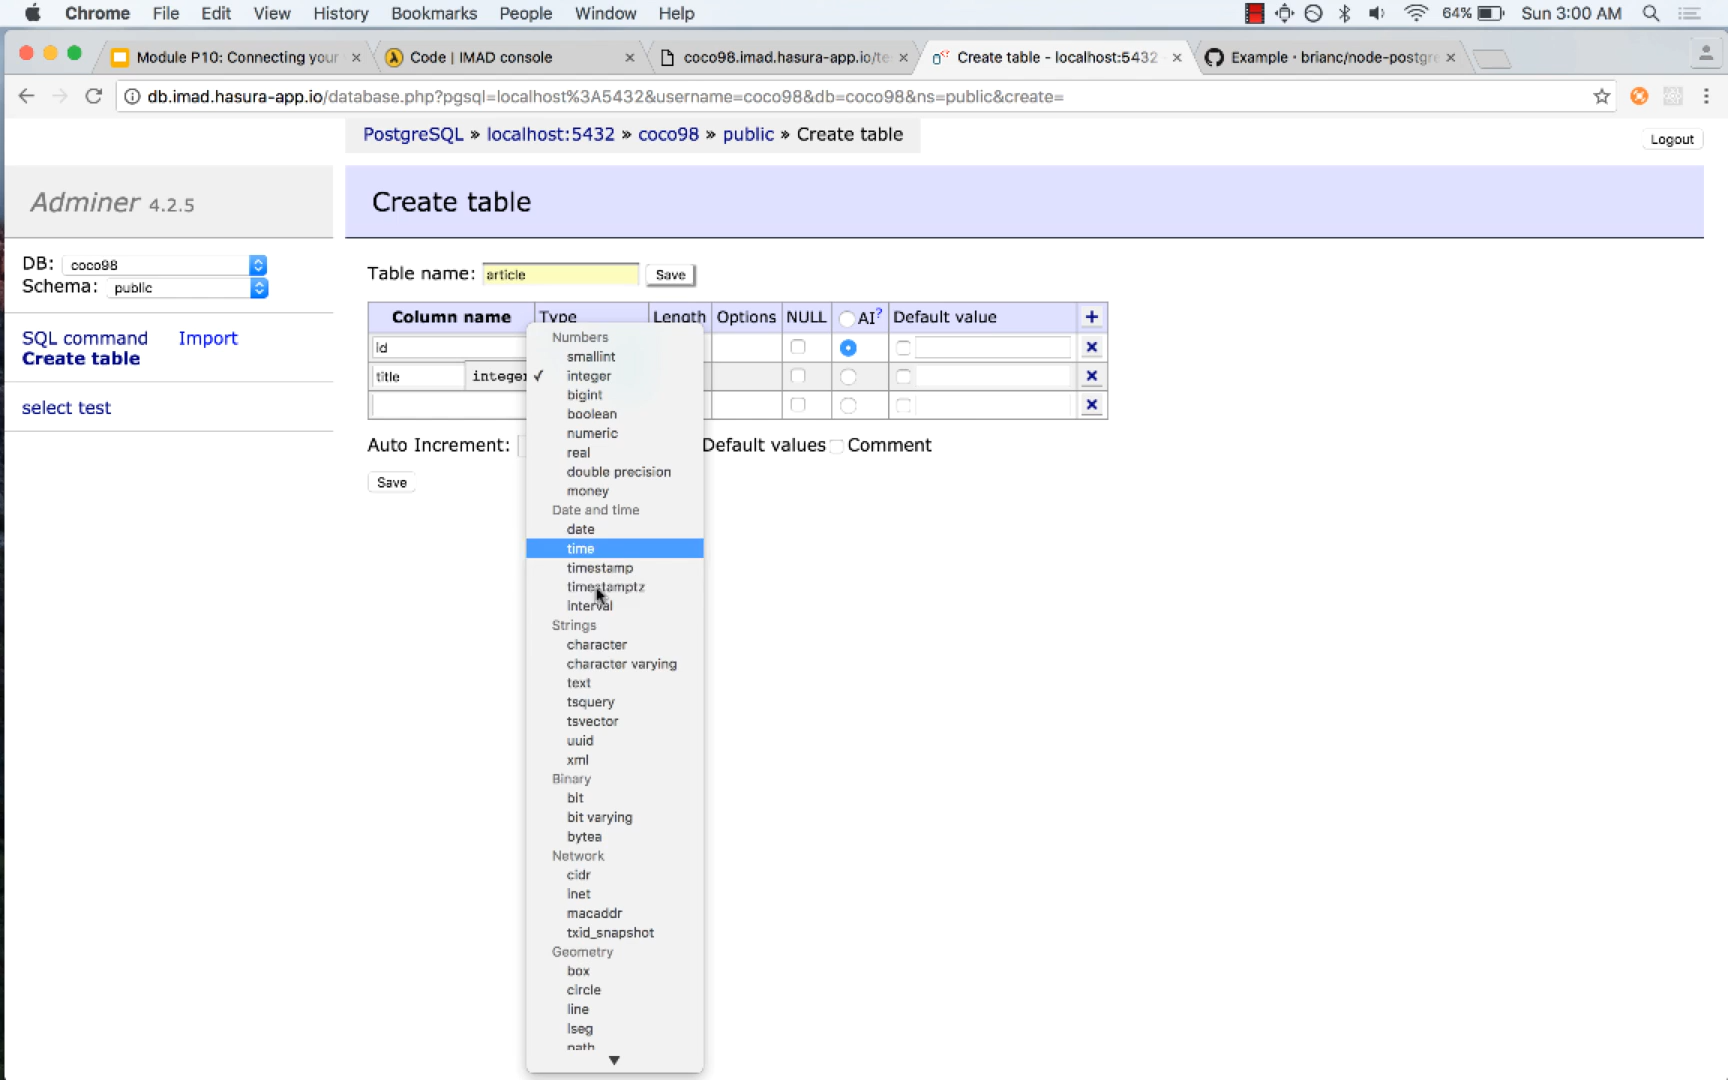 Chrome File Edit View History Bookmarks People Window Help 64% Sun 3:00 AM
Module P10: Connecting your Code | IMAD console coco98.imad.hasura-app.io/te Create table - localhost:5432 Example · brianc/node-postgre
db.imad.hasura-app.io/database.php?pgsql=localhost%3A5432&username=coco98&db=coco98&ns=public&create=
PostgreSQL » localhost:5432 » coco98 » public » Create table
Logout
Adminer 4.2.5
Create table
DB: coco98
Schema: public
SQL command Import
Create table
select test
Table name: article Save
Column name Type Length Options NULL AI? Default value +
id
title integer
Auto Increment: Default values Comment
Save
Numbers
smallint
✓ integer
bigint
boolean
numeric
real
double precision
money
Date and time
date
time
timestamp
timestamptz
interval
Strings
character
character varying
text
tsquery
tsvector
uuid
xml
Binary
bit
bit varying
bytea
Network
cidr
inet
macaddr
txid_snapshot
Geometry
box
circle
line
lseg
path